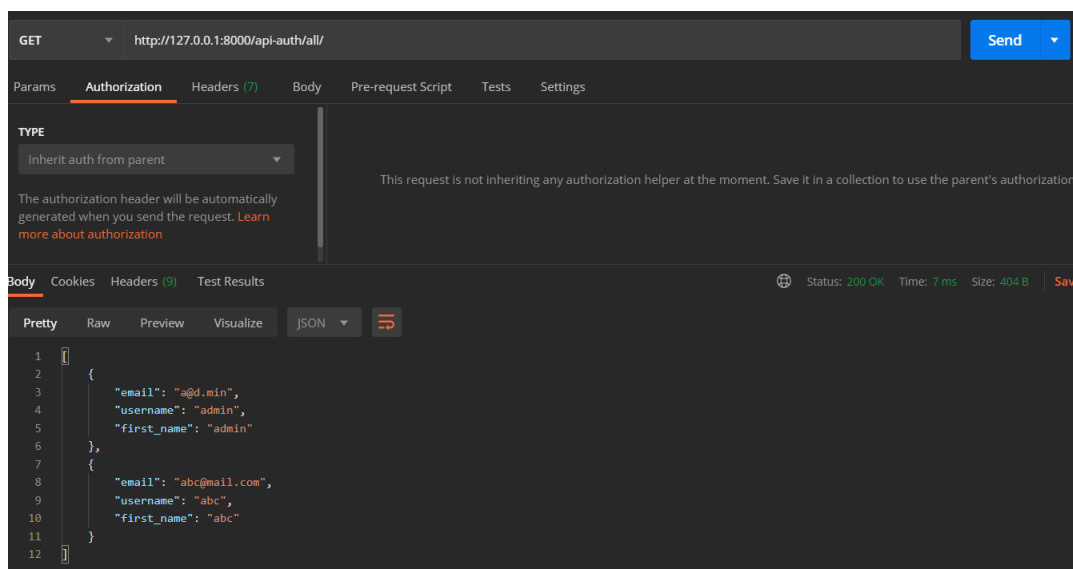 GET http://127.0.0.1:8000/api-auth/all/ Send
Params Authorization Headers (7) Body Pre-request Script Tests Settings
TYPE
Inherit auth from parent
This request is not inheriting any authorization helper at the moment. Save it in a collection to use the parent's authorization
The authorization header will be automatically
generated when you send the request. Learn
more about authorization
Body Cookies Headers (9) Test Results Status: 200 OK Time: 7 ms Size: 404 B Sav
Pretty Raw Preview Visualize JSON
1 [
2 {
3 "email": "a@d.min",
4 "username": "admin",
5 "first_name": "admin"
6 },
7 {
8 "email": "abc@mail.com",
9 "username": "abc",
10 "first_name": "abc"
11 }
12 ]